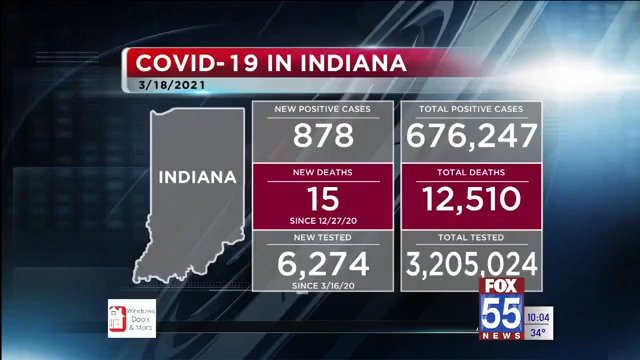 COVID-19 IN INDIANA
3/18/2021
INDIANA
NEW POSITIVE CASES
878
TOTAL POSITIVE CASES
676,247
NEW DEATHS
15
SINCE 12/27/20
TOTAL DEATHS
12,510
NEW TESTED
6,274
SINCE 3/16/20
TOTAL TESTED
3,205,024
Windows,
Doors
& More
FOX
55
NEWS
10:04
34°